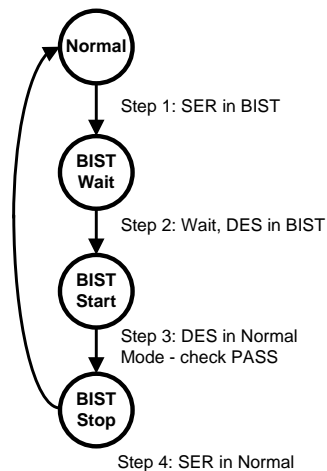 Normal
Step 1: SER in BIST
BIST
Wait
Step 2: Wait, DES in BIST
BIST
Start
Step 3: DES in Normal
Mode - check PASS
BIST
Stop
Step 4: SER in Normal